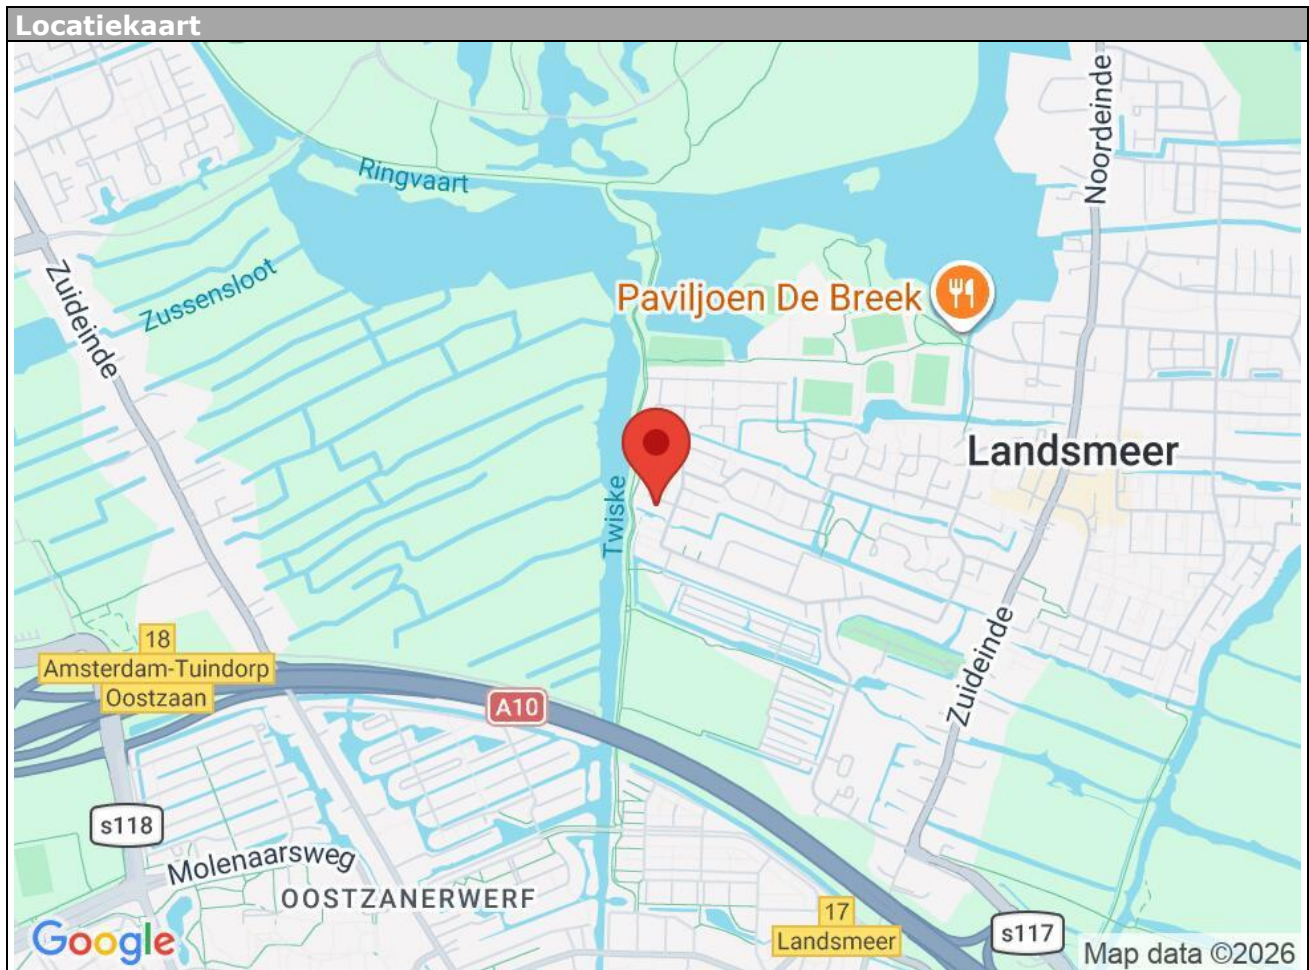 Locatiekaart
Noordeinde
Ringvaart
Zussensloot
Zuideinde
Paviljoen De Breek
Landsmeer
Twiske
18
Amsterdam-Tuindorp
Oostzaan
A10
Zuideinde
s118
Molenaarsweg
OOSTZANERWERF
17
Landsmeer
s117
Google
Map data ©2026